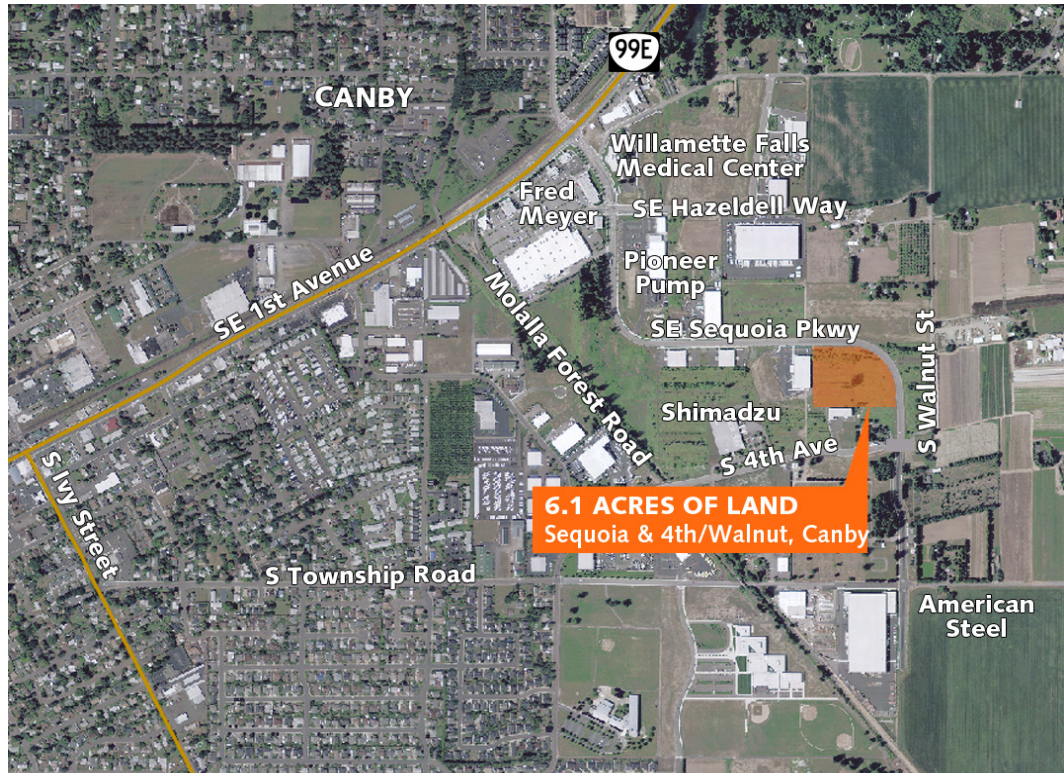 99E
CANBY
Willamette Falls
Medical Center
Fred
Meyer
SE Hazeldell Way
Pioneer
Pump
SE 1st Avenue
Molalla Forest Road
SE Sequoia Pkwy
S Walnut St
Shimadzu
S 4th Ave
S Ivy Street
6.1 ACRES OF LAND
Sequoia & 4th/Walnut, Canby
S Township Road
American
Steel